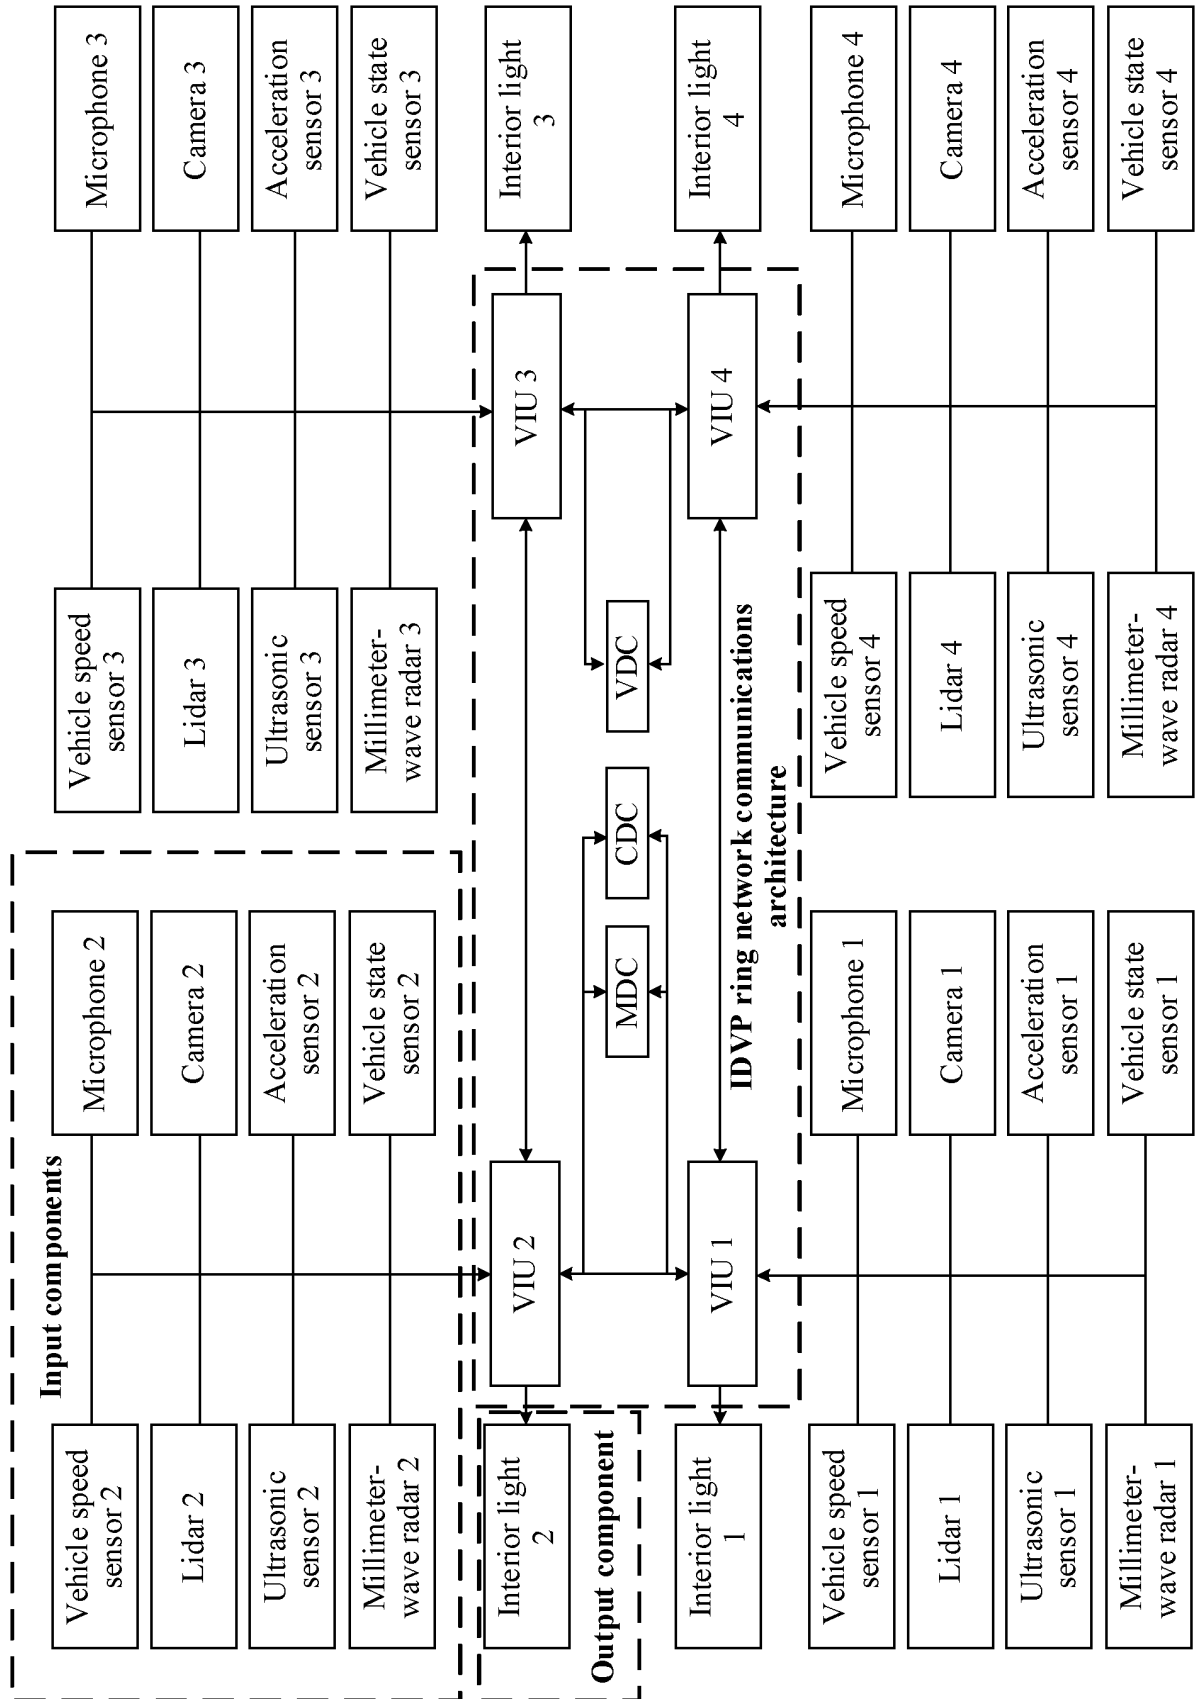 Input components
Vehicle speed
sensor 2
Microphone 2
Lidar 2
Camera 2
Ultrasonic
sensor 2
Acceleration
sensor 2
Millimeter-
wave radar 2
Vehicle state
sensor 2
Vehicle speed
sensor 3
Microphone 3
Lidar 3
Camera 3
Ultrasonic
sensor 3
Acceleration
sensor 3
Millimeter-
wave radar 3
Vehicle state
sensor 3
Interior light
2
Output component
VIU 2
VIU 3
Interior light
3
MDC
CDC
VDC
Interior light
1
VIU 1
VIU 4
Interior light
4
IDVP ring network communications
architecture
Vehicle speed
sensor 1
Microphone 1
Lidar 1
Camera 1
Ultrasonic
sensor 1
Acceleration
sensor 1
Millimeter-
wave radar 1
Vehicle state
sensor 1
Vehicle speed
sensor 4
Microphone 4
Lidar 4
Camera 4
Ultrasonic
sensor 4
Acceleration
sensor 4
Millimeter-
wave radar 4
Vehicle state
sensor 4